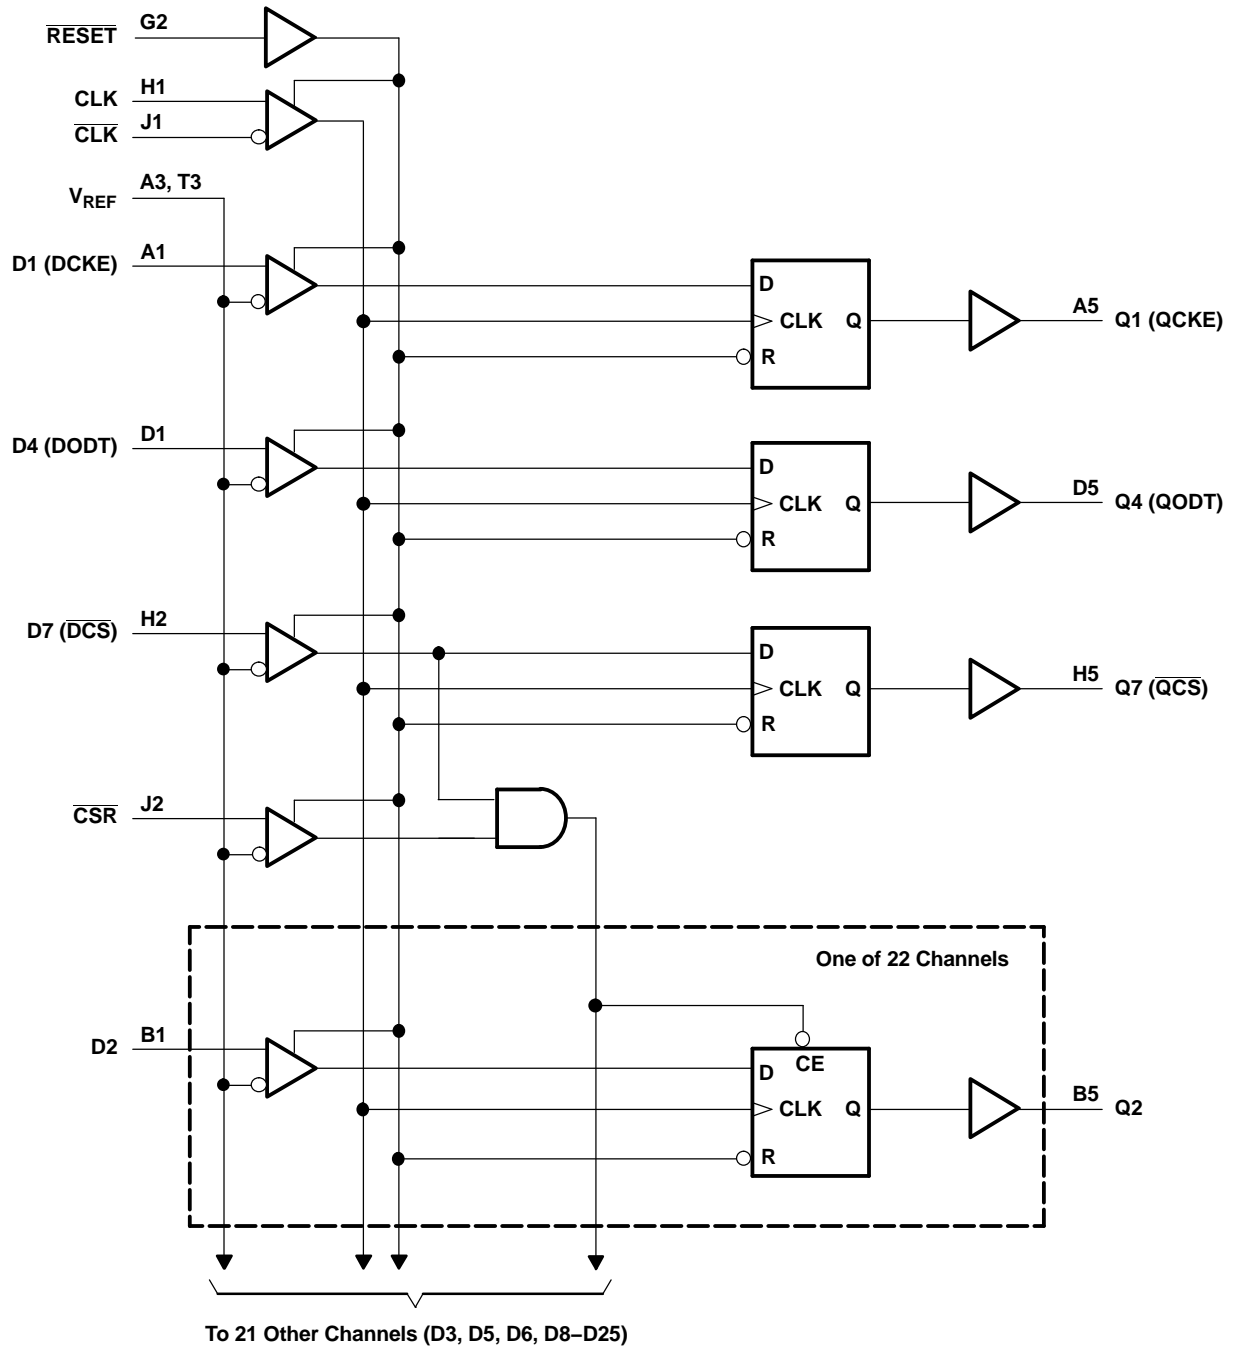 RESET G2
CLK H1
CLK J1
VREF A3, T3
D1 (DCKE) A1
D
CLK Q
R
A5 Q1 (QCKE)
D4 (DODT) D1
D
CLK Q
R
D5 Q4 (QODT)
D7 (DCS) H2
D
CLK Q
R
H5 Q7 (QCS)
CSR J2
One of 22 Channels
D2 B1
CE
D
CLK Q
R
B5 Q2
To 21 Other Channels (D3, D5, D6, D8–D25)